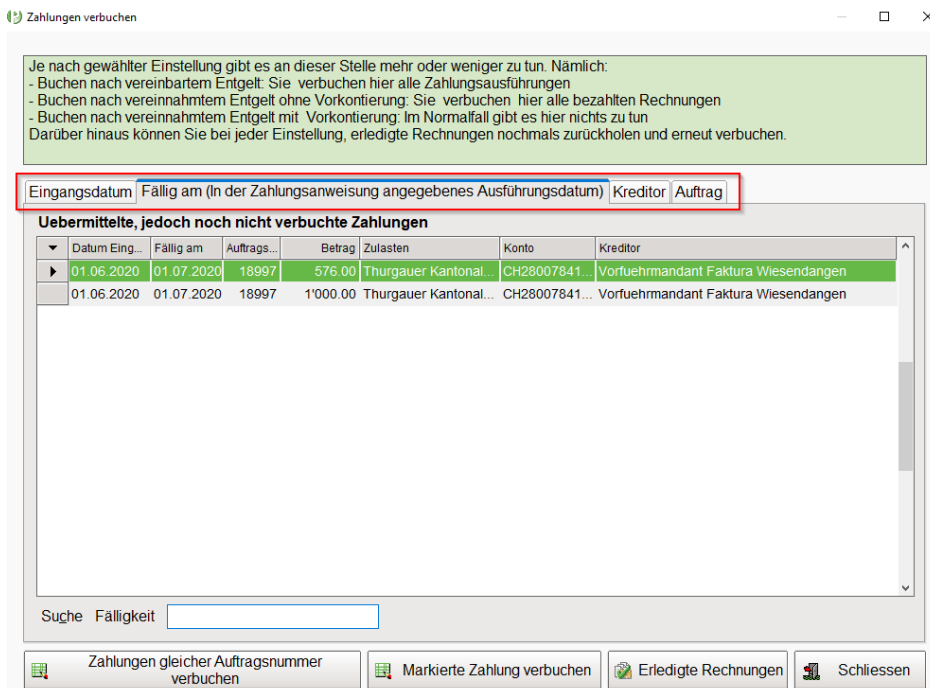 Zahlungen verbuchen
Je nach gewählter Einstellung gibt es an dieser Stelle mehr oder weniger zu tun. Nämlich:
- Buchen nach vereinbartem Entgelt: Sie verbuchen hier alle Zahlungsausführungen
- Buchen nach vereinnahmtem Entgelt ohne Vorkontierung: Sie verbuchen hier alle bezahlten Rechnungen
- Buchen nach vereinnahmtem Entgelt mit Vorkontierung: Im Normalfall gibt es hier nichts zu tun
Darüber hinaus können Sie bei jeder Einstellung, erledigte Rechnungen nochmals zurückholen und erneut verbuchen.
Eingangsdatum Fällig am (In der Zahlungsanweisung angegebenes Ausführungsdatum) Kreditor Auftrag
Uebermittelte, jedoch noch nicht verbuchte Zahlungen
Datum Eing... Fällig am Auftrags... Betrag Zulasten Konto Kreditor
01.06.2020 01.07.2020 18997 576.00 Thurgauer Kantonal... CH28007841... Vorfuehrmandant Faktura Wiesendangen
01.06.2020 01.07.2020 18997 1'000.00 Thurgauer Kantonal... CH28007841... Vorfuehrmandant Faktura Wiesendangen
Suche Fälligkeit
Zahlungen gleicher Auftragsnummer
verbuchen
Markierte Zahlung verbuchen
Erledigte Rechnungen
Schliessen